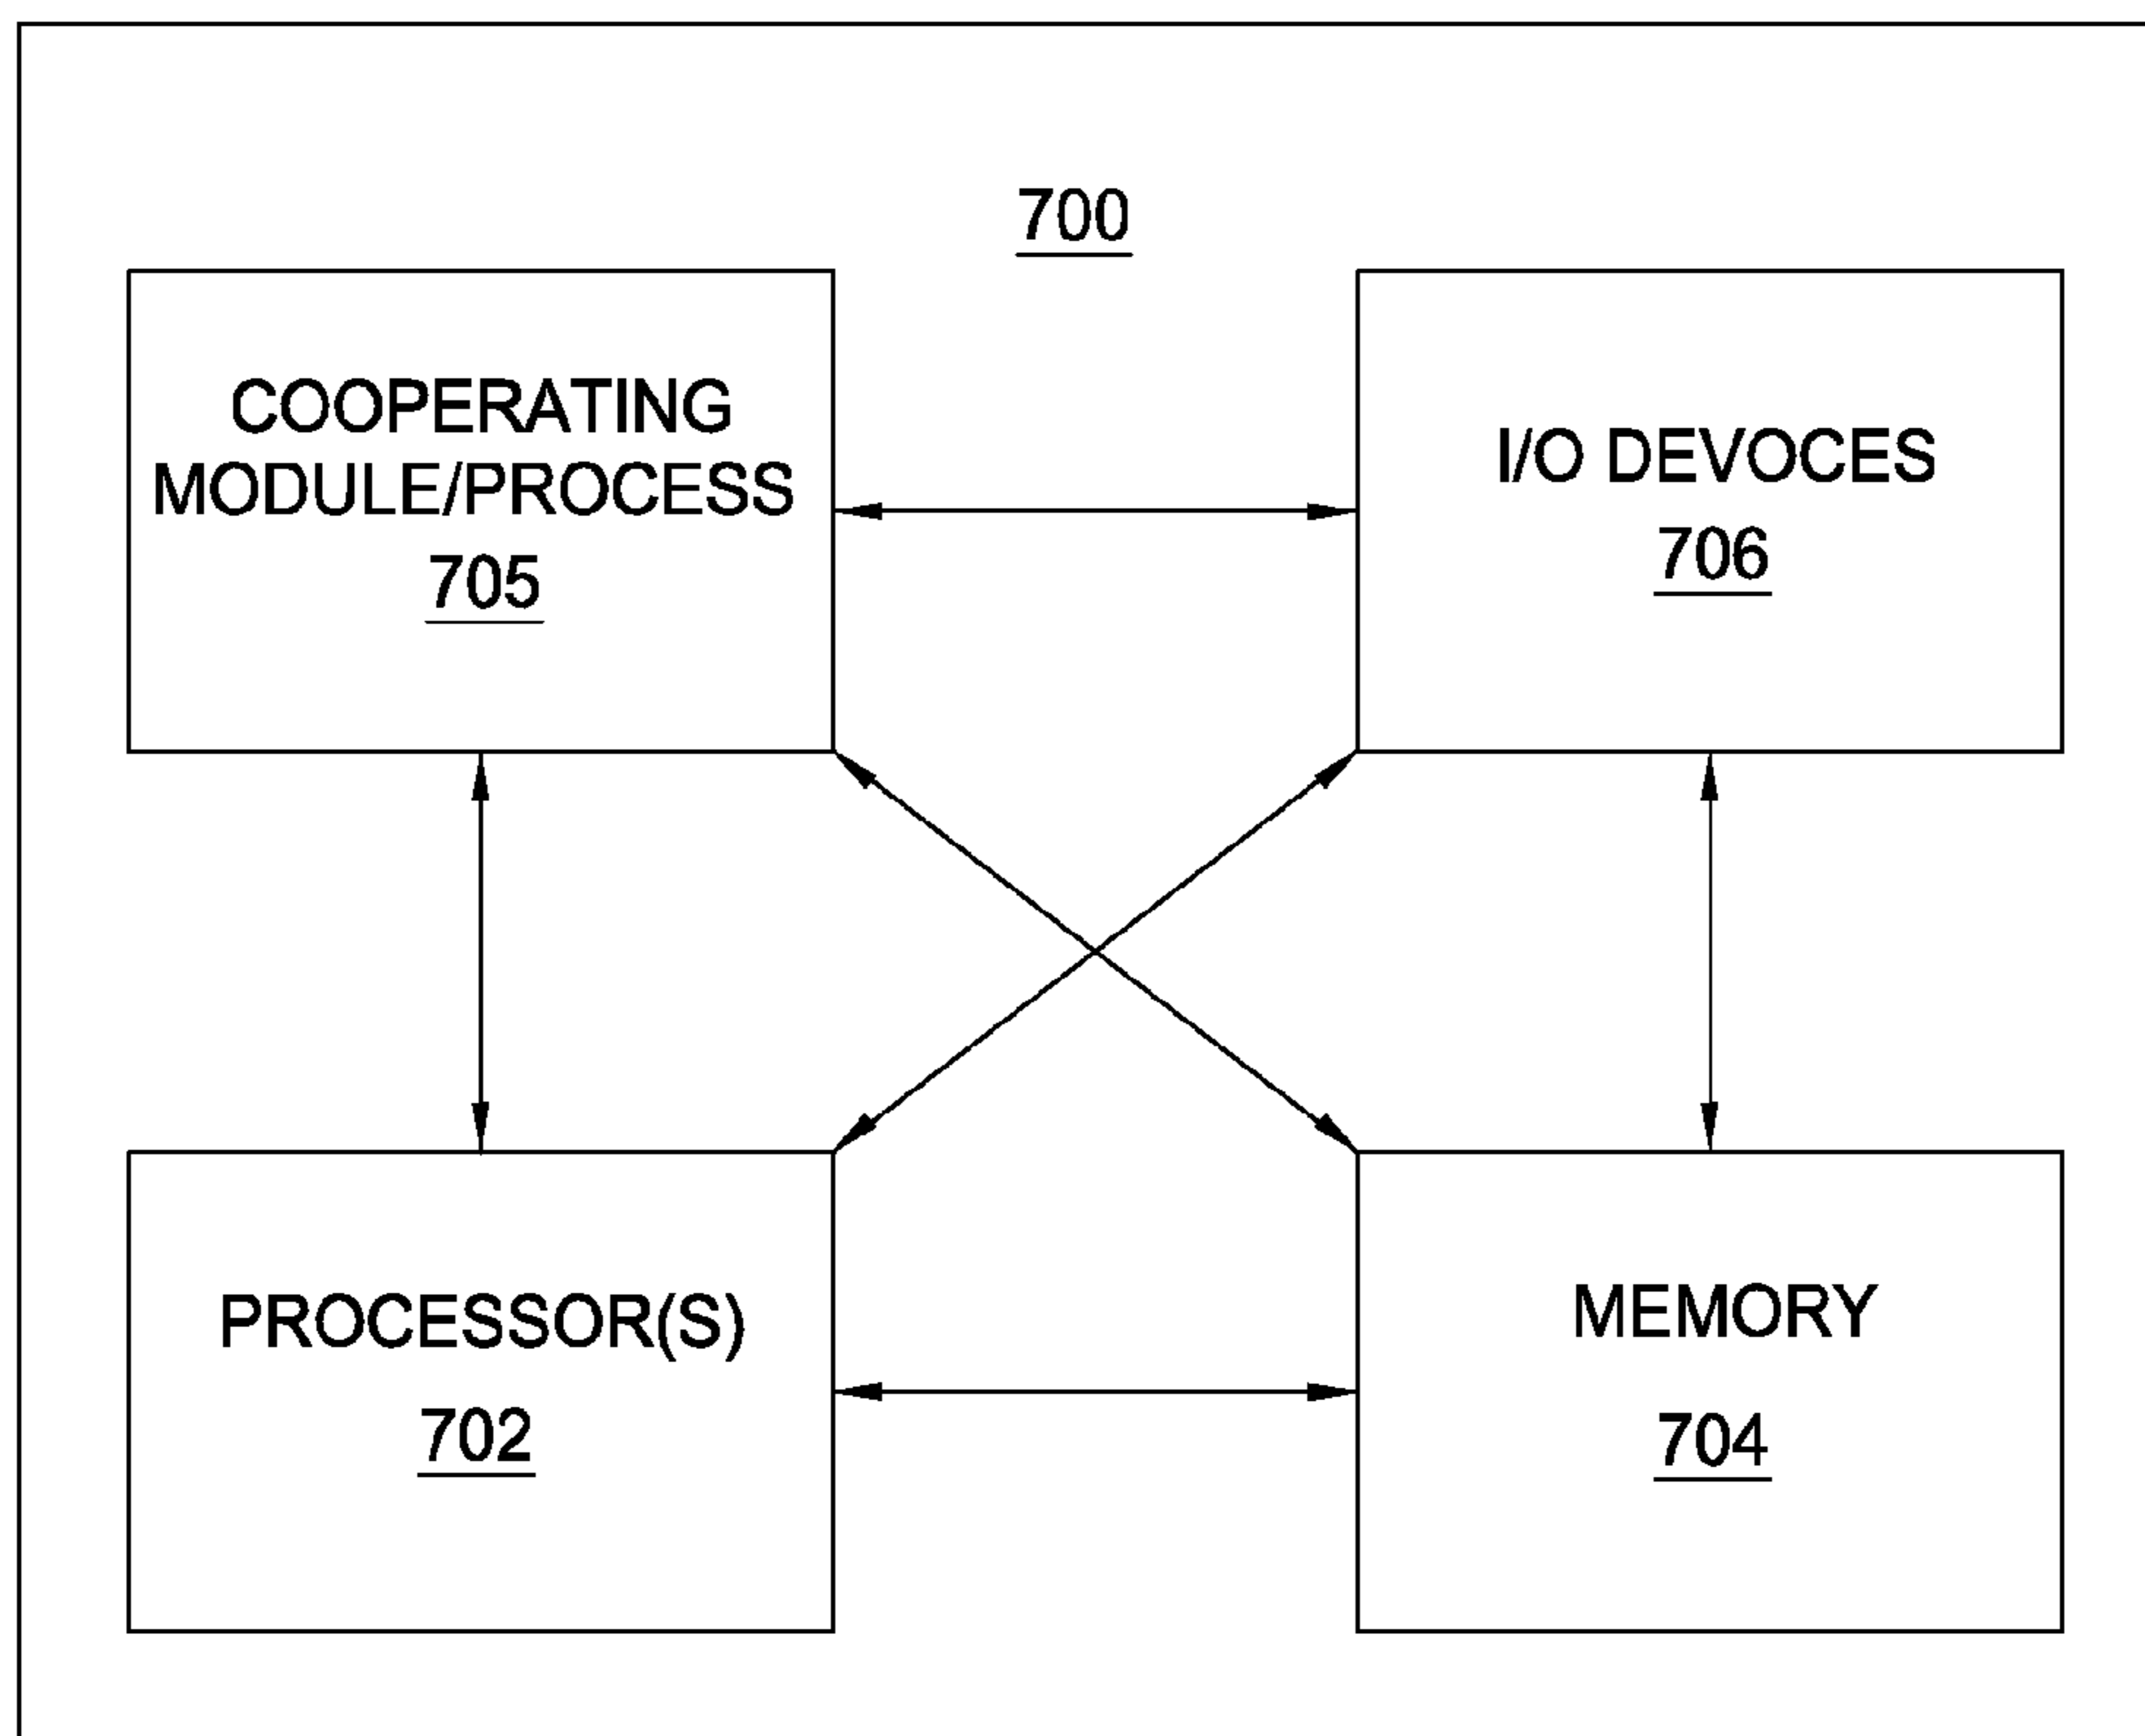 700
COOPERATING
MODULE/PROCESS
705
I/O DEVOCES
706
PROCESSOR(S)
702
MEMORY
704